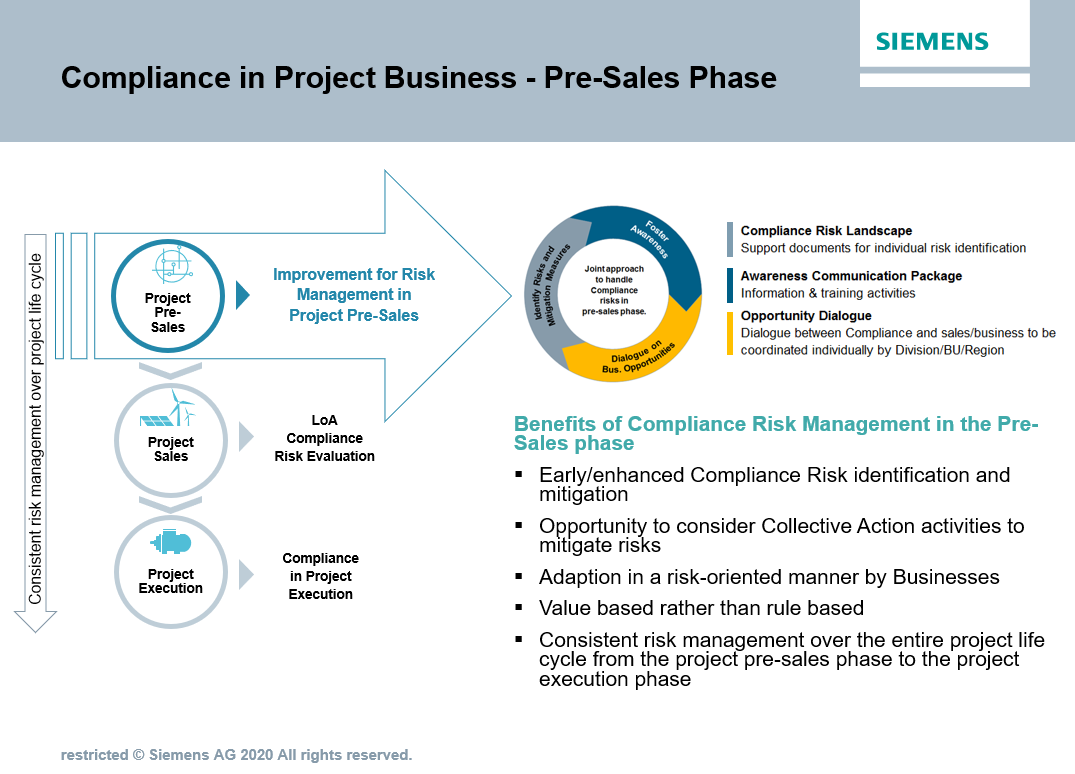 SIEMENS
Compliance in Project Business - Pre-Sales Phase
Consistent risk management over project life cycle
Project
Pre-
Sales
Improvement for Risk
Management in
Project Pre-Sales
Project
Sales
LoA
Compliance
Risk Evaluation
Project
Execution
Compliance
in Project
Execution
Identify Risks and
Mitigation Measures
Foster
Awareness
Dialogue on
Bus. Opportunities
Joint approach
to handle
Compliance
risks in
pre-sales phase.
Compliance Risk Landscape
Support documents for individual risk identification
Awareness Communication Package
Information & training activities
Opportunity Dialogue
Dialogue between Compliance and sales/business to be
coordinated individually by Division/BU/Region
Benefits of Compliance Risk Management in the Pre-
Sales phase
▪ Early/enhanced Compliance Risk identification and
mitigation
▪ Opportunity to consider Collective Action activities to
mitigate risks
▪ Adaption in a risk-oriented manner by Businesses
▪ Value based rather than rule based
▪ Consistent risk management over the entire project life
cycle from the project pre-sales phase to the project
execution phase
restricted © Siemens AG 2020 All rights reserved.